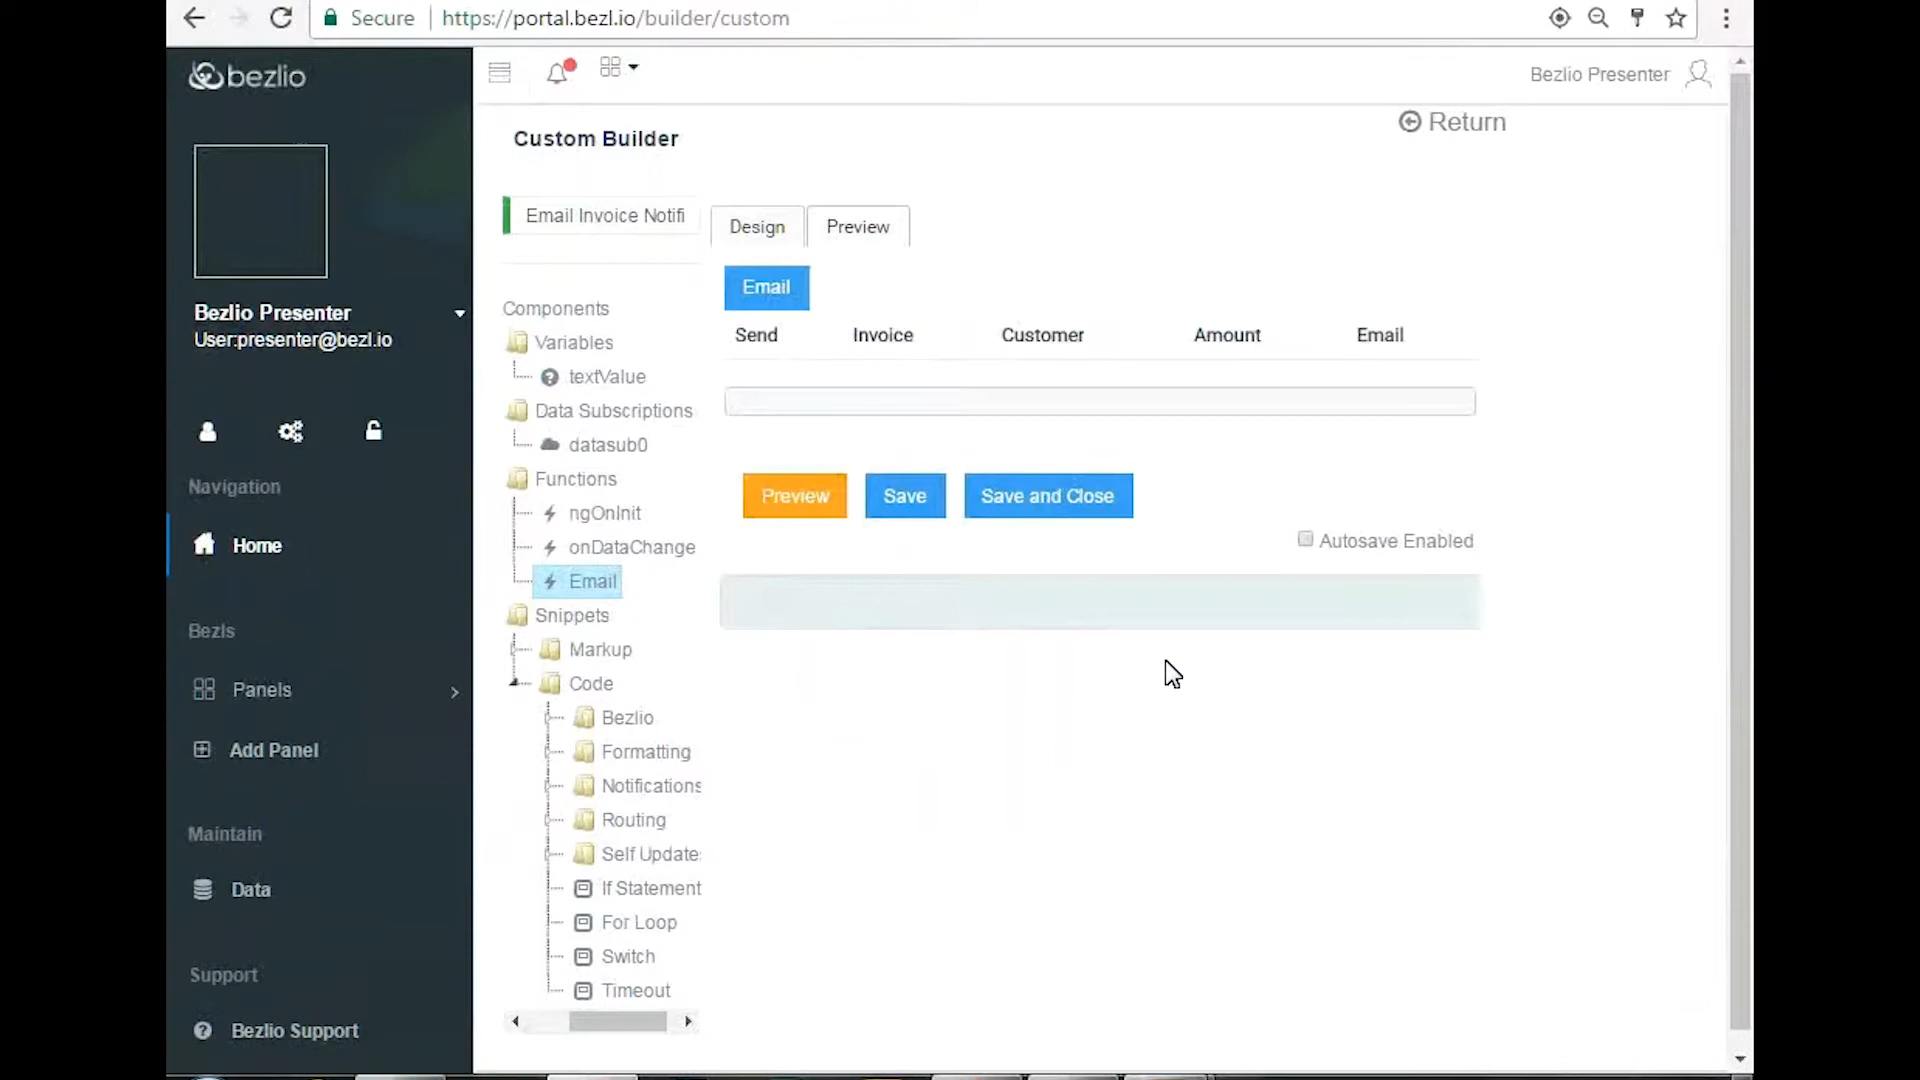 Secure https://portal.bezl.io/builder/custom
bezlio
Bezlio Presenter
Return
Custom Builder
Email Invoice Notifi
Design Preview
Email
Send Invoice Customer Amount Email
Bezlio Presenter
User:presenter@bezl.io
Navigation
Home
Bezls
Panels
Add Panel
Maintain
Data
Support
Bezlio Support
Components
Variables
textValue
Data Subscriptions
datasub0
Functions
ngOnInit
onDataChange
Email
Snippets
Markup
Code
Bezlio
Formatting
Notifications
Routing
Self Update
If Statement
For Loop
Switch
Timeout
Preview Save Save and Close
Autosave Enabled